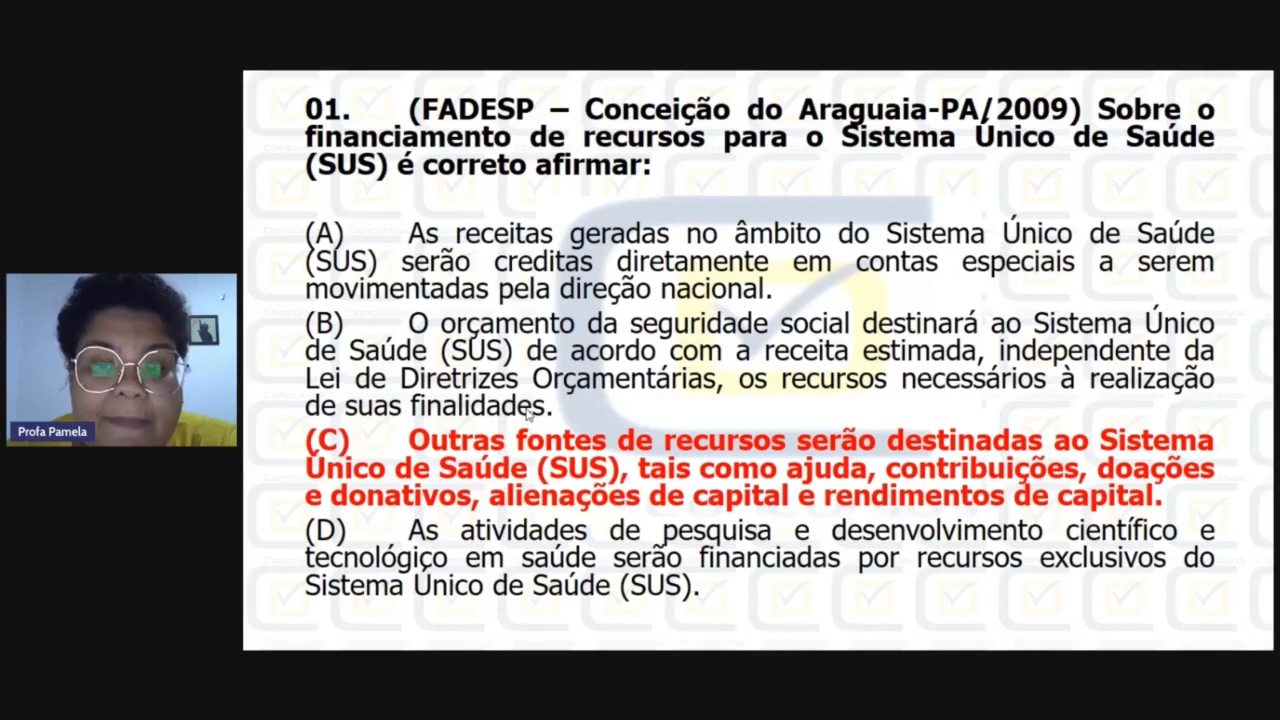 01. (FADESP – Conceição do Araguaia-PA/2009) Sobre o
financiamento de recursos para o Sistema Único de Saúde
(SUS) é correto afirmar:
(A) As receitas geradas no âmbito do Sistema Único de Saúde
(SUS) serão creditas diretamente em contas especiais a serem
movimentadas pela direção nacional.
(B) O orçamento da seguridade social destinará ao Sistema Único
de Saúde (SUS) de acordo com a receita estimada, independente da
Lei de Diretrizes Orçamentárias, os recursos necessários à realização
de suas finalidades.
(C) Outras fontes de recursos serão destinadas ao Sistema
Único de Saúde (SUS), tais como ajuda, contribuições, doações
e donativos, alienações de capital e rendimentos de capital.
(D) As atividades de pesquisa e desenvolvimento científico e
tecnológico em saúde serão financiadas por recursos exclusivos do
Sistema Único de Saúde (SUS).
Profa Pamela